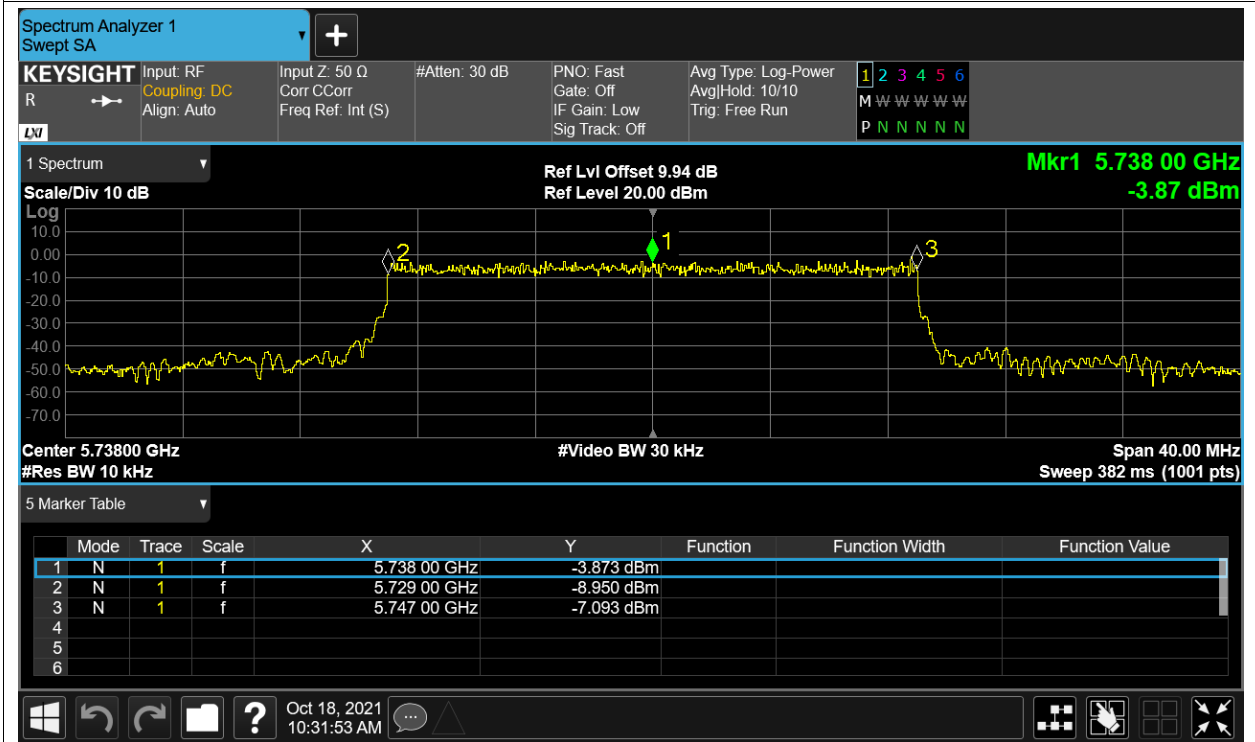 Spectrum Analyzer 1
Swept SA
+
KEYSIGHT Input: RF Input Z: 50 Ω #Atten: 30 dB PNO: Fast Avg Type: Log-Power 1 2 3 4 5 6
R Coupling: DC Corr CCorr Gate: Off Avg|Hold: 10/10 M W W W W W
Align: Auto Freq Ref: Int (S) IF Gain: Low Trig: Free Run
LXI Sig Track: Off P N N N N N
1 Spectrum Ref Lvl Offset 9.94 dB Mkr1 5.738 00 GHz
Scale/Div 10 dB Ref Level 20.00 dBm -3.87 dBm
Log
10.0
0.00
-10.0
-20.0
-30.0
-40.0
-50.0
-60.0
-70.0
2 1 3
Center 5.73800 GHz #Video BW 30 kHz Span 40.00 MHz
#Res BW 10 kHz Sweep 382 ms (1001 pts)
5 Marker Table
Mode Trace Scale X Y Function Function Width Function Value
1 N 1 f 5.738 00 GHz -3.873 dBm
2 N 1 f 5.729 00 GHz -8.950 dBm
3 N 1 f 5.747 00 GHz -7.093 dBm
4
5
6
? Oct 18, 2021
10:31:53 AM